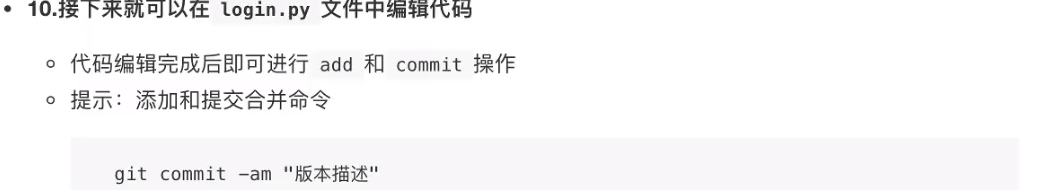 10.接下来就可以在 login.py 文件中编辑代码
代码编辑完成后即可进行 add 和 commit 操作
提示：添加和提交合并命令
git commit -am "版本描述"